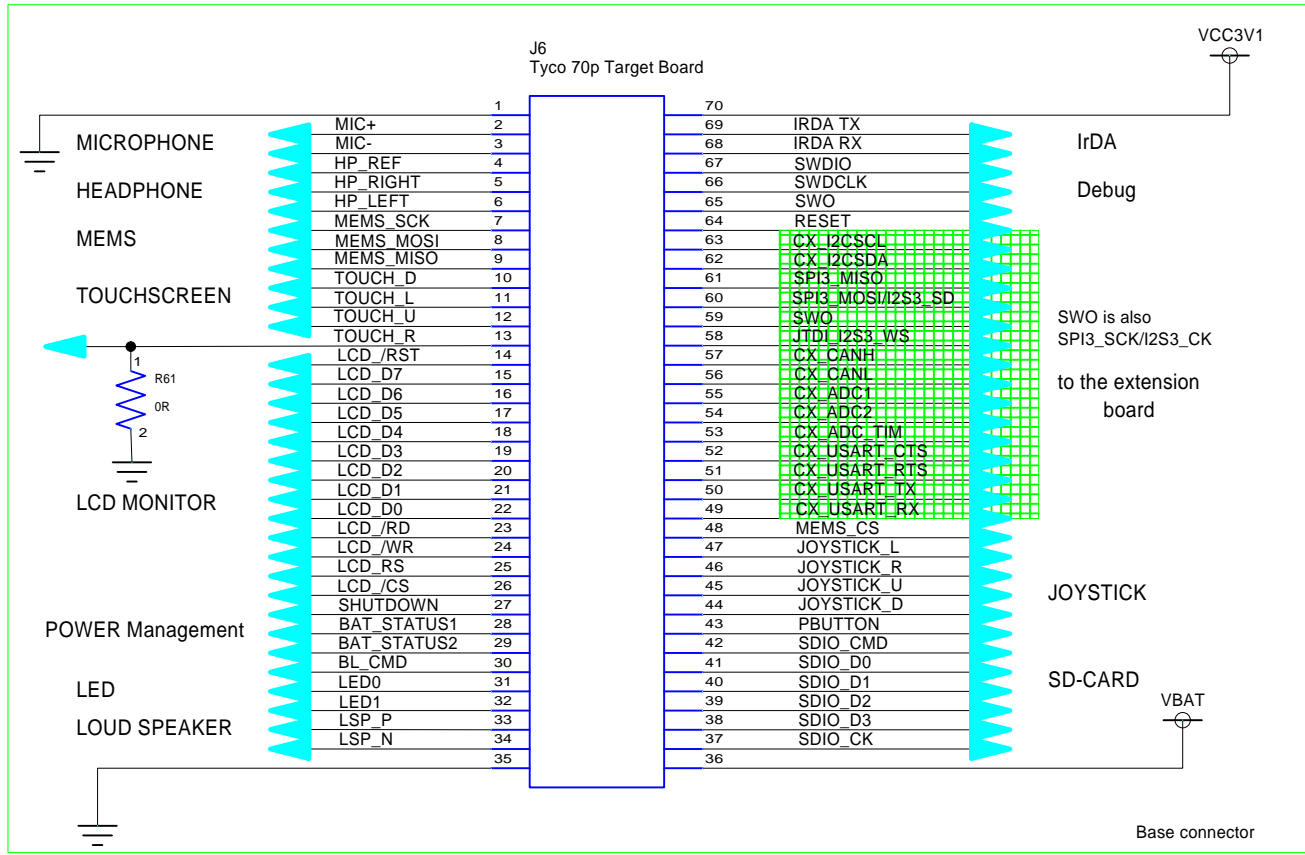 VCC3V1
J6
Tyco 70p Target Board
1 70
MIC+ 2 69 IRDA TX
MICROPHONE MIC- 3 68 IRDA RX IrDA
HP_REF 4 67 SWDIO
HEADPHONE HP_RIGHT 5 66 SWDCLK Debug
HP_LEFT 6 65 SWO
MEMS_SCK 7 64 RESET
MEMS MEMS_MOSI 8 63 CX_I2CSCL
MEMS_MISO 9 62 CX_I2CSDA
TOUCH_D 10 61 SPI3_MISO
TOUCHSCREEN TOUCH_L 11 60 SPI3_MOSI/I2S3_SD
TOUCH_U 12 59 SWO SWO is also
TOUCH_R 13 58 JTDI_I2S3_WS SPI3_SCK/I2S3_CK
1 LCD_/RST 14 57 CX_CANH
R61 LCD_D7 15 56 CX_CANL to the extension
0R LCD_D6 16 55 CX_ADC1 board
LCD_D5 17 54 CX_ADC2
2 LCD_D4 18 53 CX_ADC_TIM
LCD_D3 19 52 CX_USART_CTS
LCD_D2 20 51 CX_USART_RTS
LCD MONITOR LCD_D1 21 50 CX_USART_TX
LCD_D0 22 49 CX_USART_RX
LCD_/RD 23 48 MEMS_CS
LCD_/WR 24 47 JOYSTICK_L
LCD_RS 25 46 JOYSTICK_R
LCD_/CS 26 45 JOYSTICK_U JOYSTICK
SHUTDOWN 27 44 JOYSTICK_D
POWER Management BAT_STATUS1 28 43 PBUTTON
BAT_STATUS2 29 42 SDIO_CMD
BL_CMD 30 41 SDIO_D0
LED LED0 31 40 SDIO_D1 SD-CARD
LED1 32 39 SDIO_D2 VBAT
LOUD SPEAKER LSP_P 33 38 SDIO_D3
LSP_N 34 37 SDIO_CK
35 36
Base connector